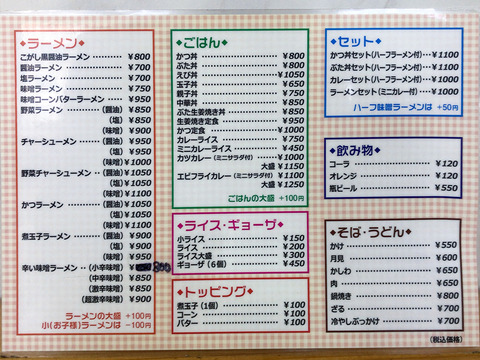 ◆ラーメン◆
こがし黒醤油ラーメン…¥800
醤油ラーメン…¥700
塩ラーメン…¥700
味噌ラーメン…¥750
味噌コーンバターラーメン…¥950
野菜ラーメン…(醤油)¥850
(塩)¥850
(味噌)¥900
チャーシューメン…(醤油)¥950
(塩)¥950
(味噌)¥1000
野菜チャーシューメン…(醤油)¥1050
(塩)¥1050
(味噌)¥1100
かつラーメン…(醤油)¥1050
(塩)¥1050
(味噌)¥1100
煮玉子ラーメン…(醤油)¥900
(塩)¥900
(味噌)¥950
辛い味噌ラーメン…(小辛味噌)800
(中辛味噌)¥850
(激辛味噌)¥850
(超激辛味噌)¥900
ラーメンの大盛 +100円
小(お子様)ラーメンは −100円
◆ごはん◆
かつ丼…¥800
ぶた丼…¥800
えび丼…¥1050
玉子丼…¥650
親子丼…¥750
中華丼…¥850
ぶた生姜焼き丼…¥850
生姜焼き定食…¥950
かつ定食…¥1000
カレーライス…¥750
ミニカレーライス…¥450
カツカレー(ミニサラダ付)…¥1000
大盛¥1150
エビフライカレー(ミニサラダ付)¥1100
大盛¥1250
ごはんの大盛 +100円
◆ライス・ギョーザ◆
小ライス…¥150
ライス…¥200
ライス大盛…¥300
ギョーザ(6個)…¥450
◆トッピング◆
煮玉子(1個)…¥100
コーン…¥100
バター…¥100
◆セット◆
かつ丼セット(ハーフラーメン付)…¥1100
ぶた丼セット(ハーフラーメン付)…¥1100
カレーセット(ハーフラーメン付)…¥1100
ラーメンセット(ミニカレー付)…¥1100
ハーフ味噌ラーメンは +50円
◆飲み物◆
コーラ…¥120
オレンジ…¥120
瓶ビール…¥550
◆そば・うどん◆
かけ…¥550
月見…¥600
かしわ…¥650
肉…¥650
鍋焼き…¥800
ざる…¥700
冷やしぶっかけ…¥700
(税込価格)